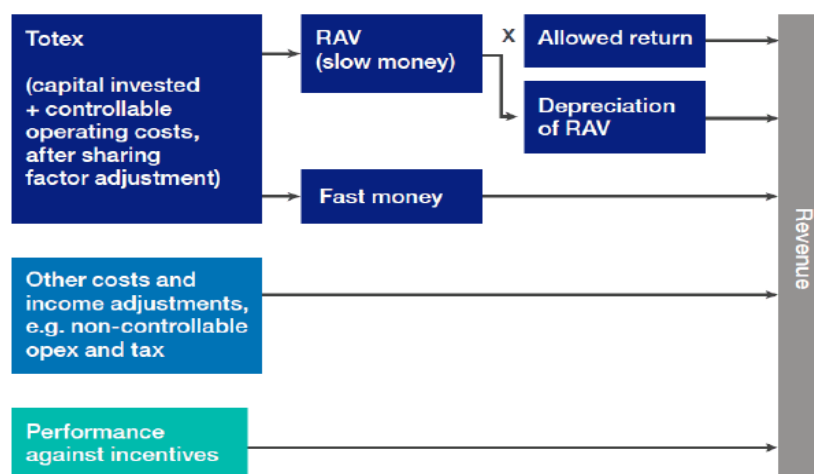 Totex
(capital invested
+ controllable
operating costs,
after sharing
factor adjustment)
RAV
(slow money)
X
Allowed return
Depreciation
of RAV
Fast money
Other costs and
income adjustments,
e.g. non-controllable
opex and tax
Performance
against incentives
Revenue